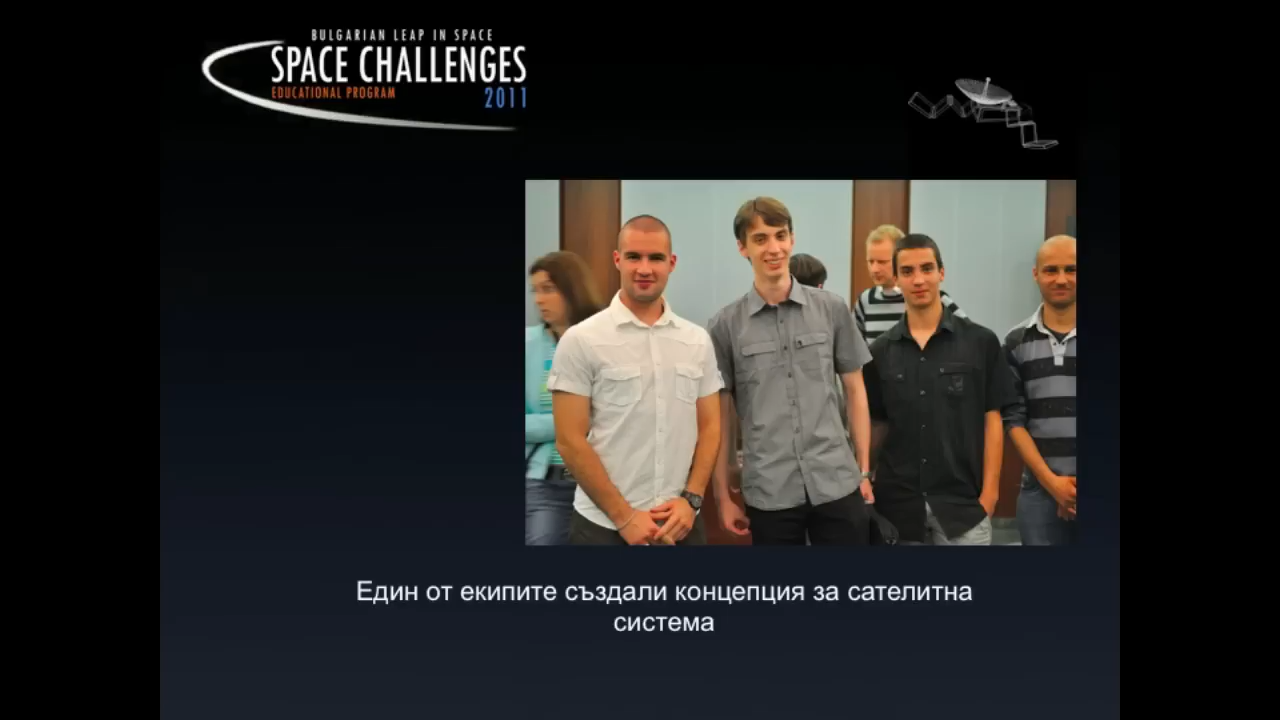 BULGARIAN LEAP IN SPACE
SPACE CHALLENGES
EDUCATIONAL PROGRAM
2011
Един от екипите създали концепция за сателитна
система